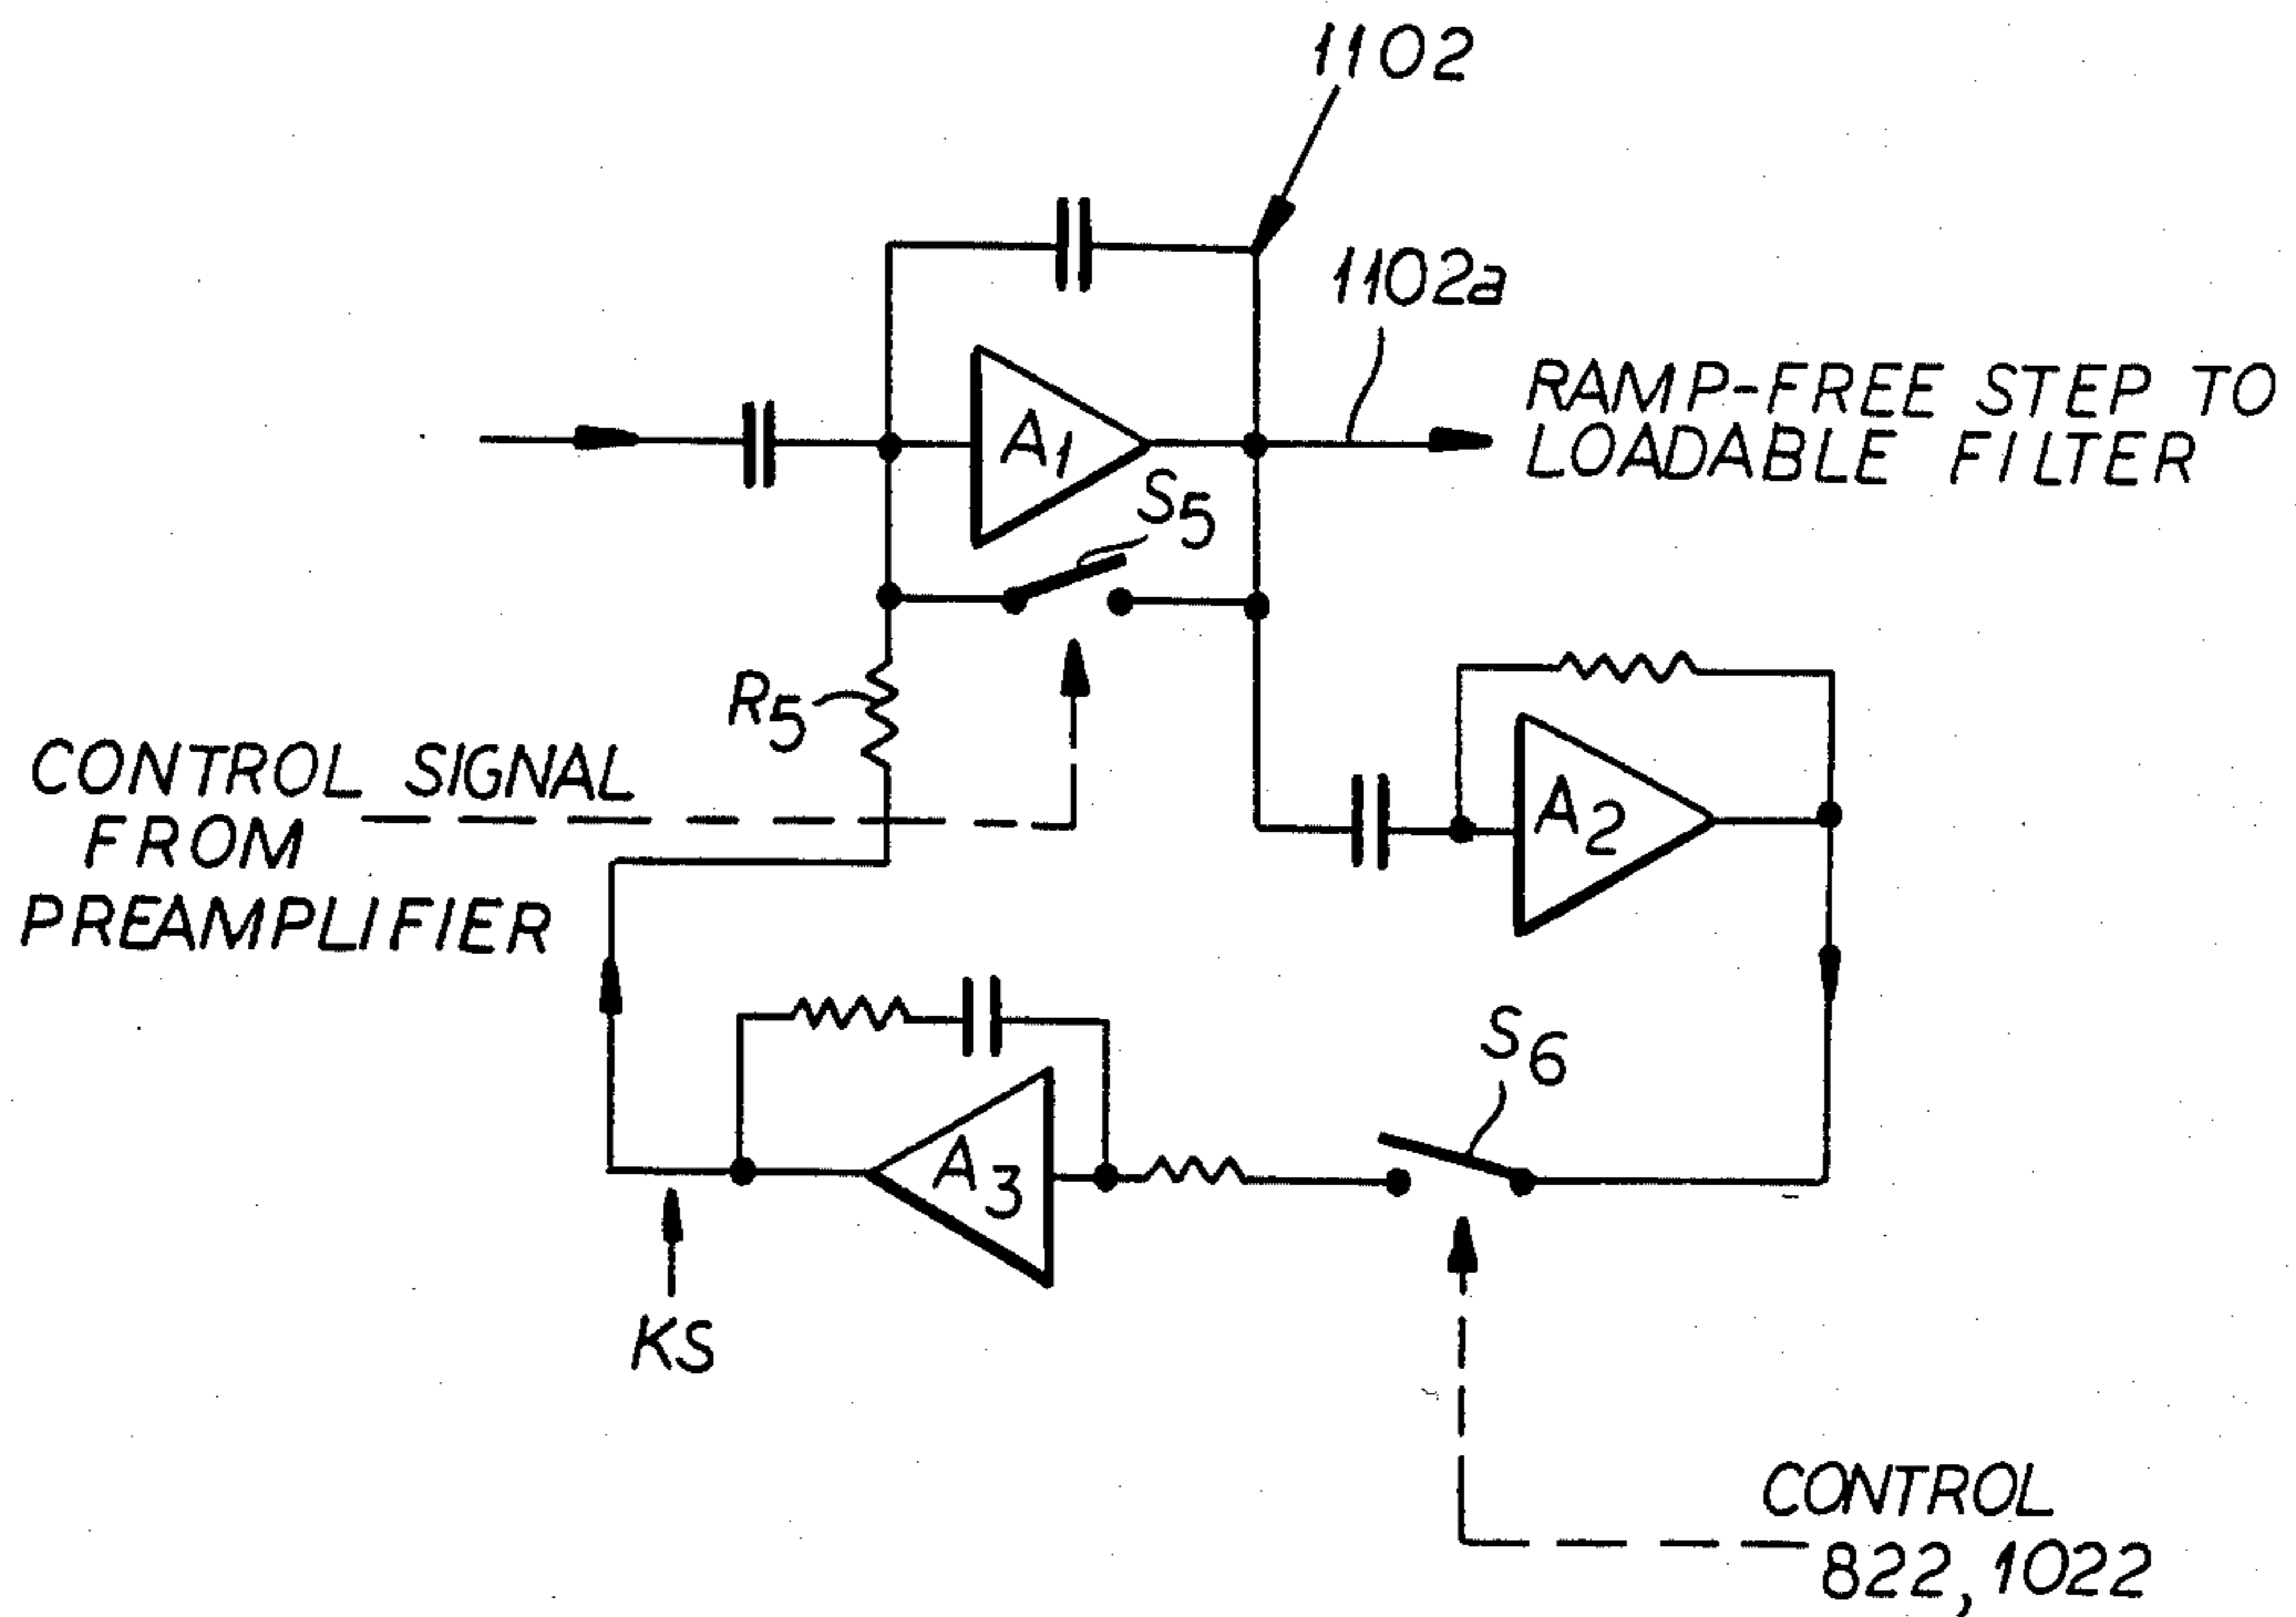 1102
1102a
RAMP-FREE STEP TO
LOADABLE FILTER
A1
S5
R5
CONTROL SIGNAL
FROM
PREAMPLIFIER
A2
S6
A3
KS
CONTROL
822, 1022